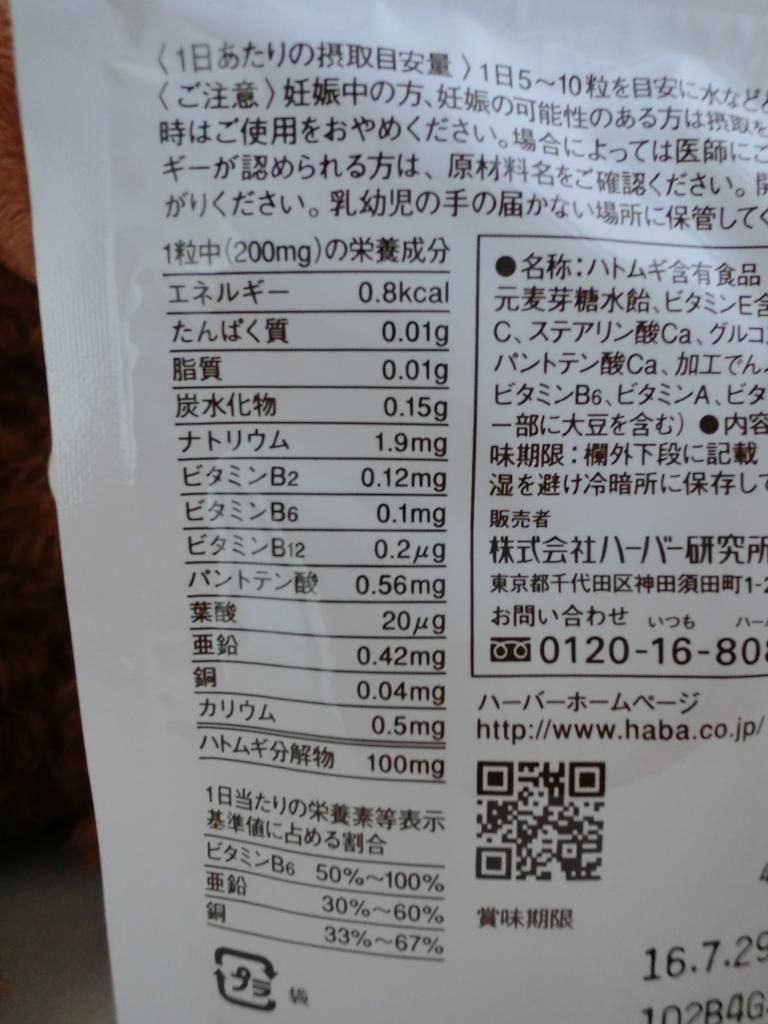 〈1日あたりの摂取目安量〉1日5〜10粒を目安に水など
〈ご注意〉妊娠中の方、妊娠の可能性のある方は摂取を
時はご使用をおやめください。場合によっては医師にご
ギーが認められる方は、原材料名をご確認ください。開
がりください。乳幼児の手の届かない場所に保管して
1粒中(200mg)の栄養成分
エネルギー 0.8kcal
たんぱく質 0.01g
脂質 0.01g
炭水化物 0.15g
ナトリウム 1.9mg
ビタミンB2 0.12mg
ビタミンB6 0.1mg
ビタミンB12 0.2μg
パントテン酸 0.56mg
葉酸 20μg
亜鉛 0.42mg
銅 0.04mg
カリウム 0.5mg
ハトムギ分解物 100mg
1日当たりの栄養素等表示
基準値に占める割合
ビタミンB6 50%〜100%
亜鉛 30%〜60%
銅 33%〜67%
プラ 袋
●名称:ハトムギ含有食品
元麦芽糖水飴、ビタミンE含
C、ステアリン酸Ca、グルコ
パントテン酸Ca、加工でん
ビタミンB6、ビタミンA、ビタ
一部に大豆を含む) ●内容
味期限:欄外下段に記載
湿を避け冷暗所に保存して
販売者
株式会社ハーバー研究所
東京都千代田区神田須田町1-2
お問い合わせ いつも ハー
0120-16-808
ハーバーホームページ
http://www.haba.co.jp/
賞味期限
16.7.29
102B4G